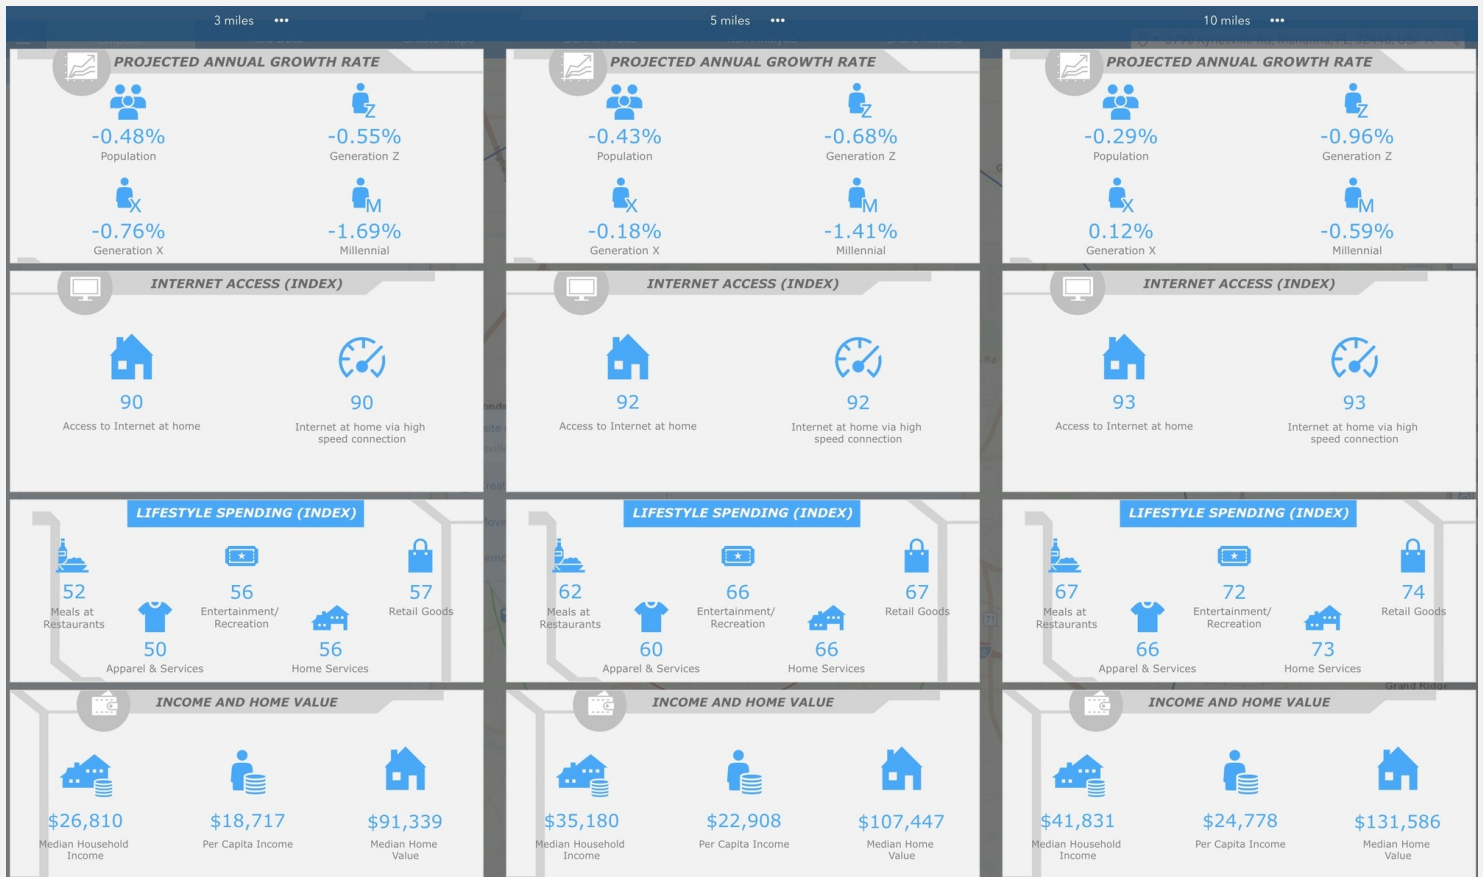 3 miles •••
5 miles •••
10 miles •••
PROJECTED ANNUAL GROWTH RATE
-0.48%
Population
-0.55%
Generation Z
-0.76%
Generation X
-1.69%
Millennial
INTERNET ACCESS (INDEX)
90
Access to Internet at home
90
Internet at home via high
speed connection
LIFESTYLE SPENDING (INDEX)
52
Meals at
Restaurants
56
Entertainment/
Recreation
57
Retail Goods
50
Apparel & Services
56
Home Services
INCOME AND HOME VALUE
$26,810
Median Household
Income
$18,717
Per Capita Income
$91,339
Median Home
Value
PROJECTED ANNUAL GROWTH RATE
-0.43%
Population
-0.68%
Generation Z
-0.18%
Generation X
-1.41%
Millennial
INTERNET ACCESS (INDEX)
92
Access to Internet at home
92
Internet at home via high
speed connection
LIFESTYLE SPENDING (INDEX)
62
Meals at
Restaurants
66
Entertainment/
Recreation
67
Retail Goods
60
Apparel & Services
66
Home Services
INCOME AND HOME VALUE
$35,180
Median Household
Income
$22,908
Per Capita Income
$107,447
Median Home
Value
PROJECTED ANNUAL GROWTH RATE
-0.29%
Population
-0.96%
Generation Z
0.12%
Generation X
-0.59%
Millennial
INTERNET ACCESS (INDEX)
93
Access to Internet at home
93
Internet at home via high
speed connection
LIFESTYLE SPENDING (INDEX)
67
Meals at
Restaurants
72
Entertainment/
Recreation
74
Retail Goods
66
Apparel & Services
73
Home Services
Grand Ridge
INCOME AND HOME VALUE
$41,831
Median Household
Income
$24,778
Per Capita Income
$131,586
Median Home
Value